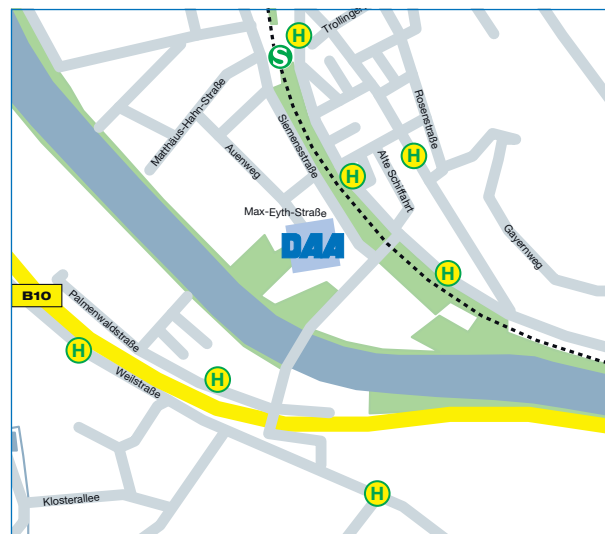 Trollinger
H
S
Matthäus-Hahn-Straße
Siemensstraße
Rosenstraße
H
Auenweg
Alte Schiffahrt
H
Max-Eyth-Straße
DAA
Gayernweg
H
B10
Palmenwaldstraße
H
Weilstraße
H
H
Klosterallee